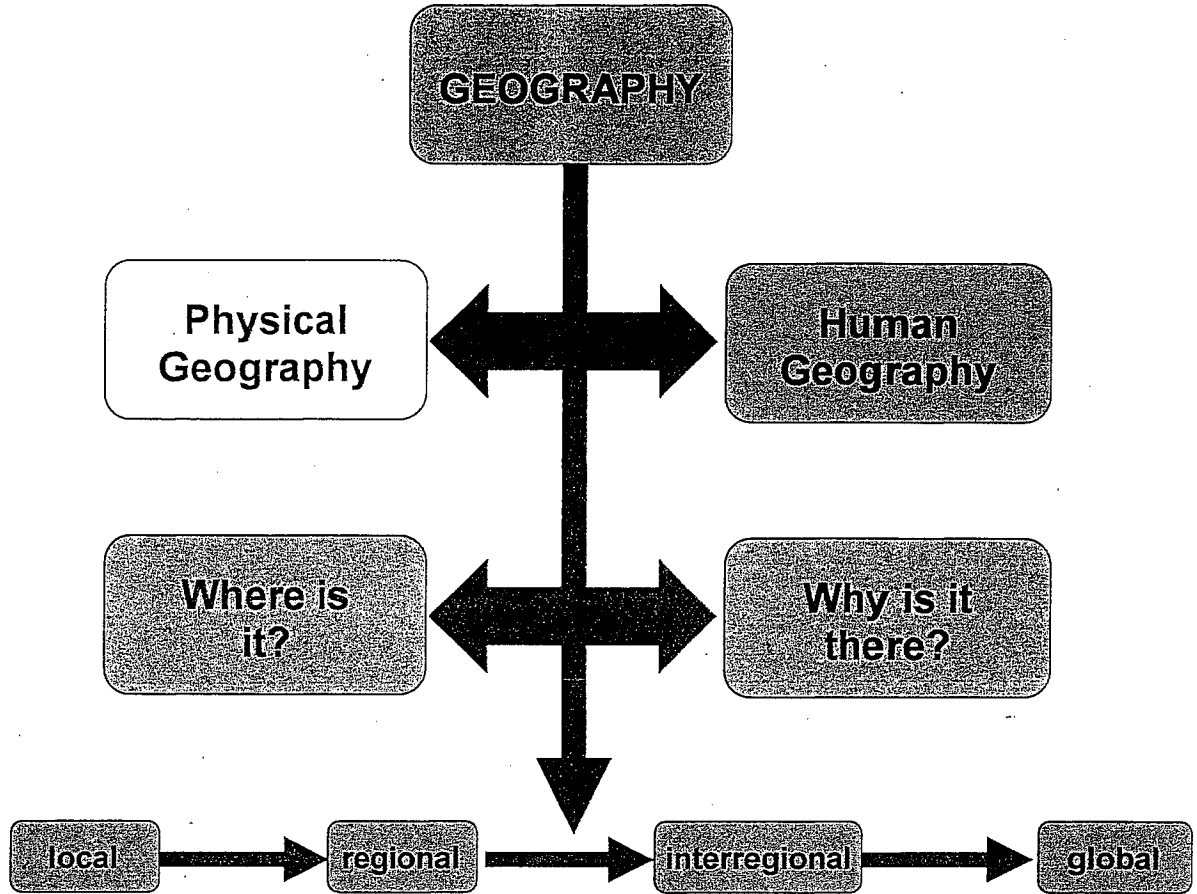 GEOGRAPHY
Physical
Geography
Human
Geography
Where is
it?
Why is it
there?
local
regional
interregional
global